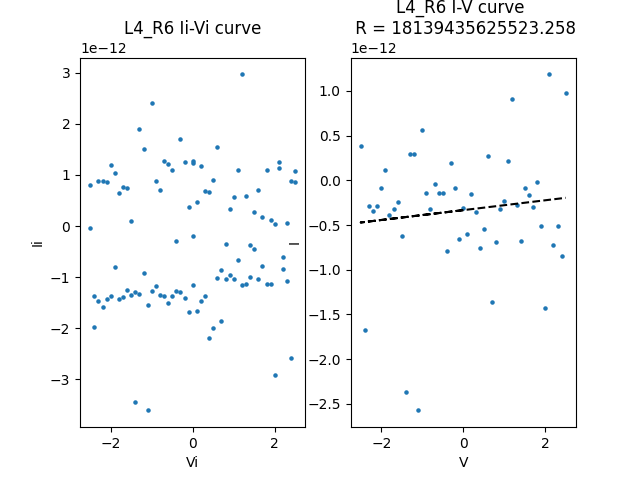 L4_R6 Ii-Vi curve
L4_R6 I-V curve
R = 18139435625523.258
1e−12
1e−12
3
2
1
0
−1
−2
−3
Ii
−2
0
2
Vi
1.0
0.5
0.0
−0.5
−1.0
−1.5
−2.0
−2.5
I
−2
0
2
V